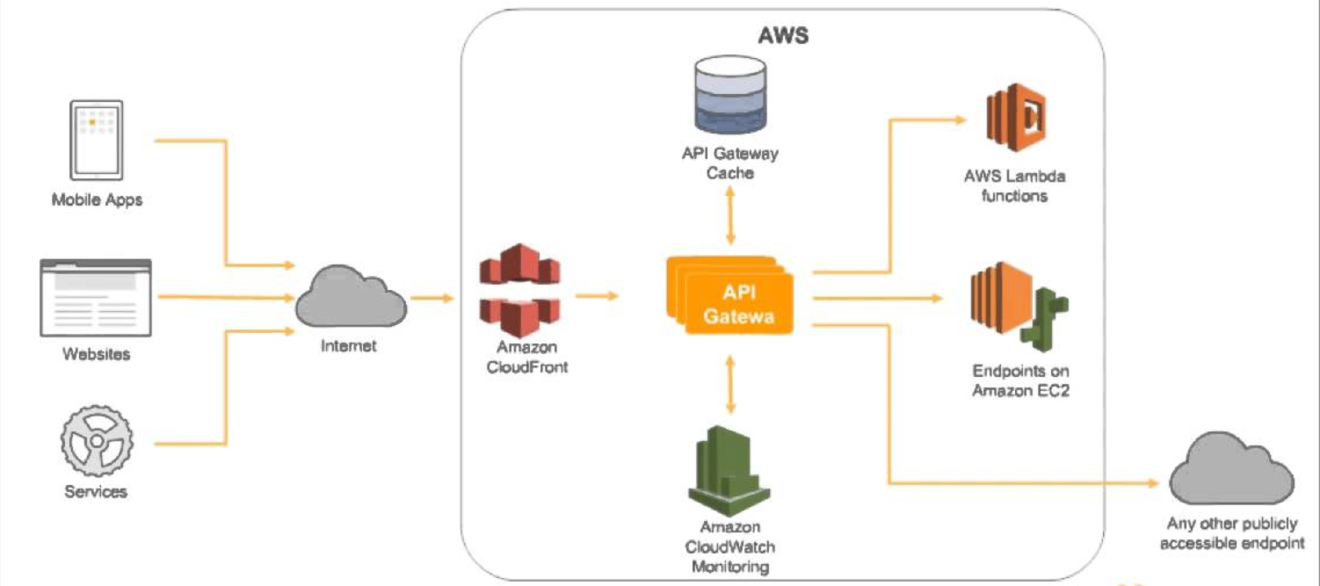 AWS
Mobile Apps
Websites
Services
Internet
Amazon
CloudFront
API Gateway
Cache
API
Gatewa
Amazon
CloudWatch
Monitoring
AWS Lambda
functions
Endpoints on
Amazon EC2
Any other publicly
accessible endpoint